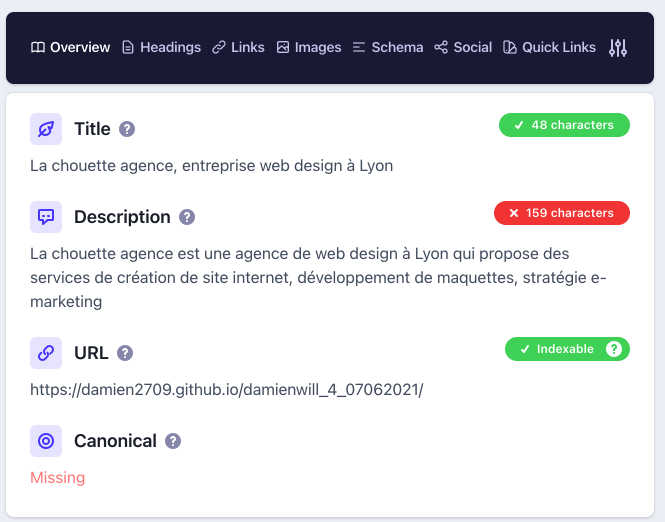 Overview Headings Links Images Schema Social Quick Links
Title ? 48 characters
La chouette agence, entreprise web design à Lyon
Description ? 159 characters
La chouette agence est une agence de web design à Lyon qui propose des
services de création de site internet, développement de maquettes, stratégie e-
marketing
URL ? Indexable ?
https://damien2709.github.io/damienwill_4_07062021/
Canonical ?
Missing